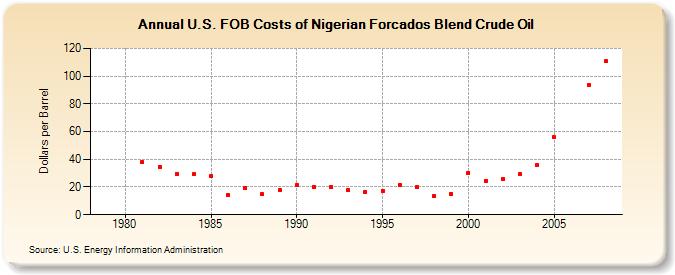 Annual U.S. FOB Costs of Nigerian Forcados Blend Crude Oil
Dollars per Barrel
120
100
80
60
40
20
0
1980 1985 1990 1995 2000 2005
Source: U.S. Energy Information Administration